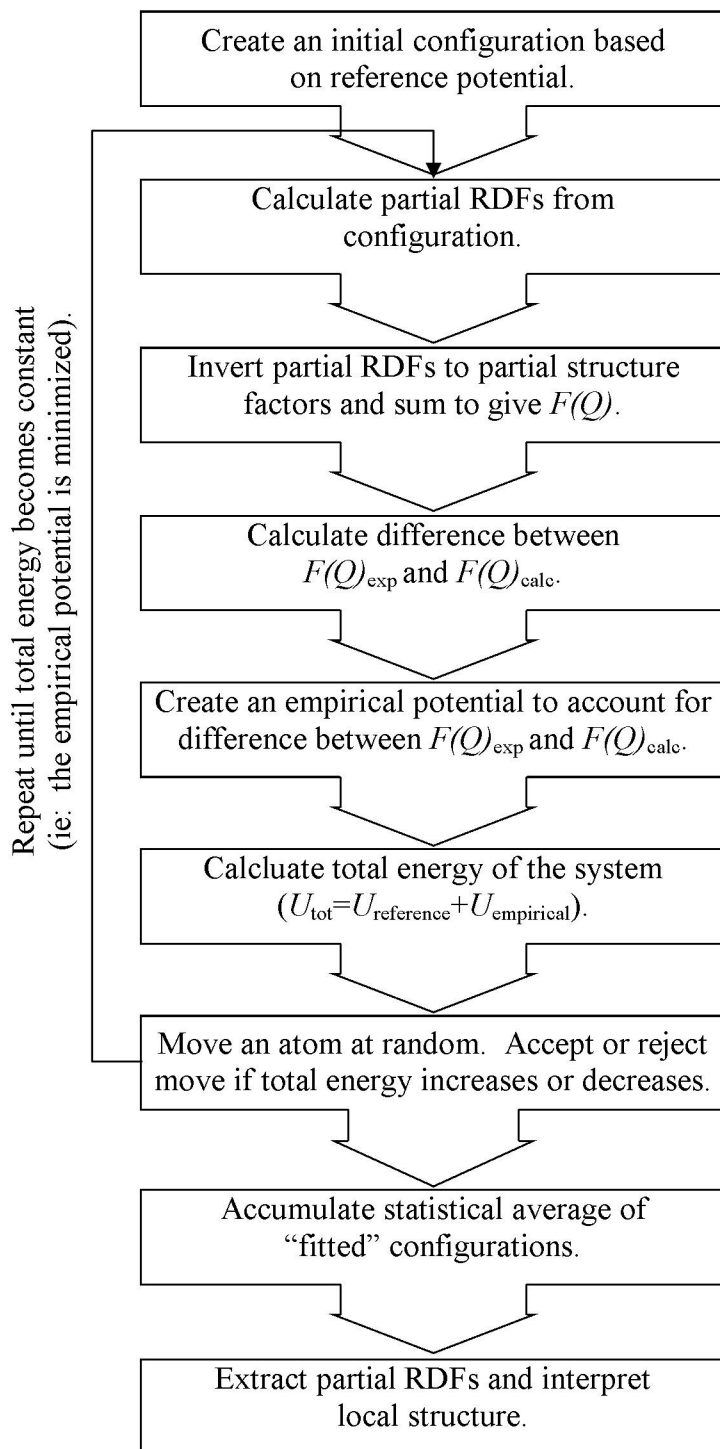 Create an initial configuration based
on reference potential.
Calculate partial RDFs from
configuration.
Invert partial RDFs to partial structure
factors and sum to give F(Q).
Calculate difference between
F(Q)exp and F(Q)calc.
Create an empirical potential to account for
difference between F(Q)exp and F(Q)calc.
Calcluate total energy of the system
(Utot=Ureference+Uempirical).
Move an atom at random.  Accept or reject
move if total energy increases or decreases.
Accumulate statistical average of
“fitted” configurations.
Extract partial RDFs and interpret
local structure.
Repeat until total energy becomes constant
(ie:  the empirical potential is minimized).